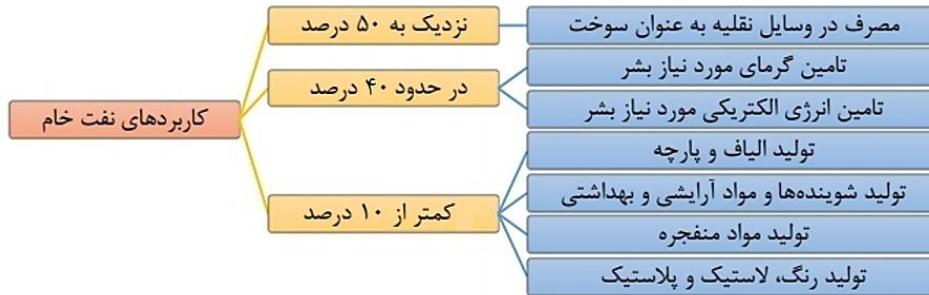 کاربردهای نفت خام
نزدیک به ۵۰ درصد
مصرف در وسایل نقلیه به عنوان سوخت
در حدود ۴۰ درصد
تامین گرمای مورد نیاز بشر
تامین انرژی الکتریکی مورد نیاز بشر
کمتر از ۱۰ درصد
تولید الیاف و پارچه
تولید شوینده‌ها و مواد آرایشی و بهداشتی
تولید مواد منفجره
تولید رنگ، لاستیک و پلاستیک